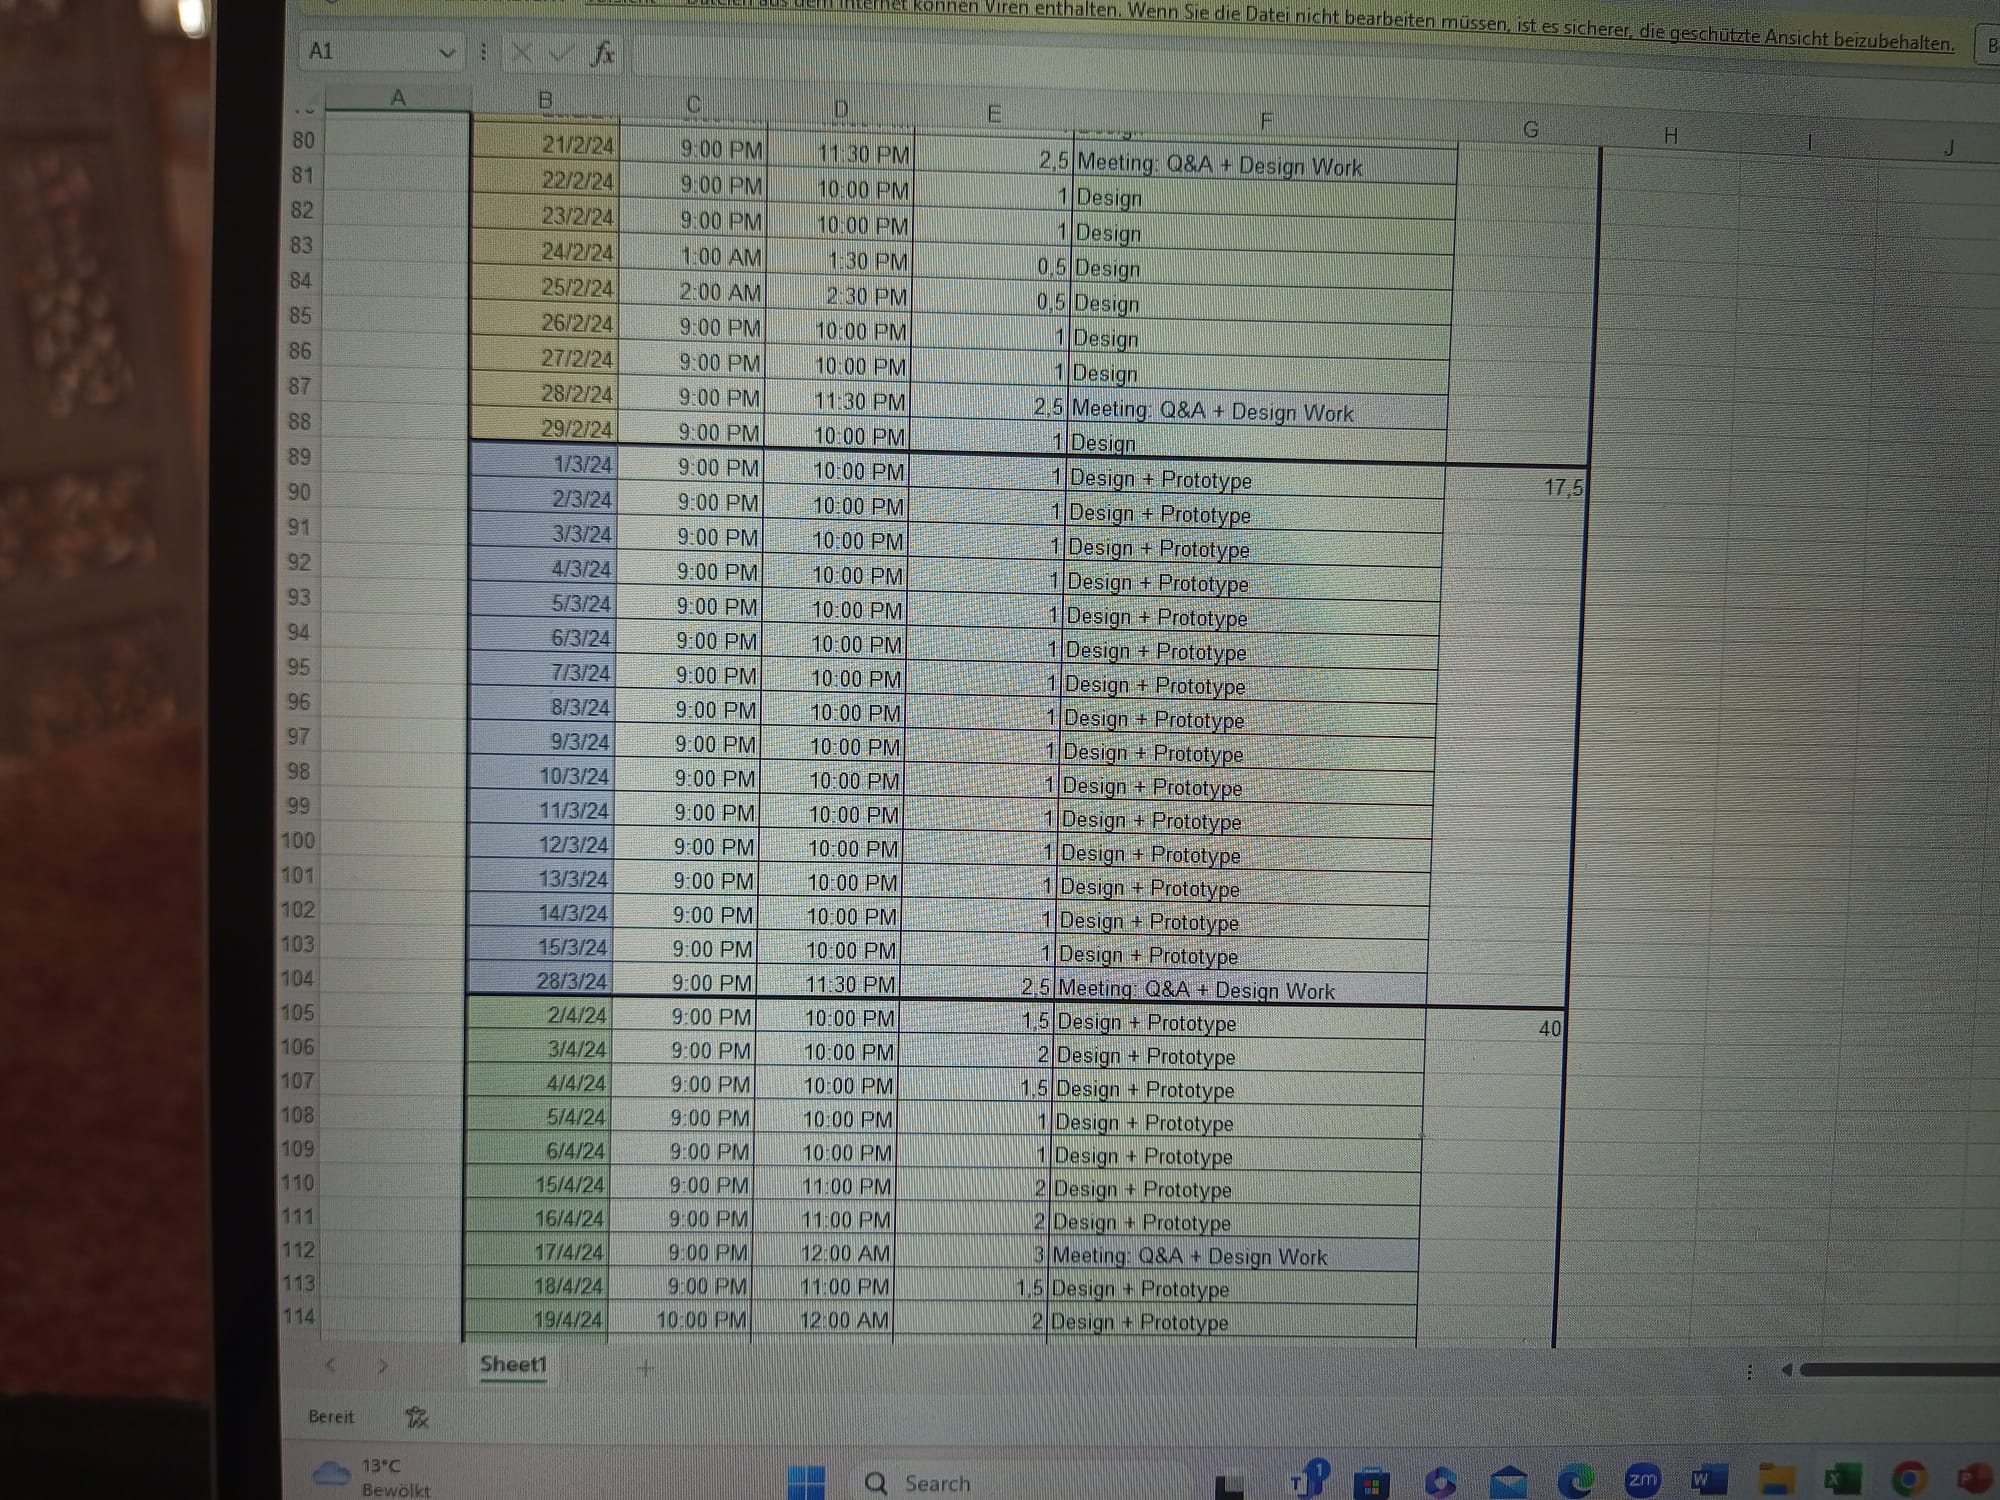 Dateien aus dem Internet können Viren enthalten. Wenn Sie die Datei nicht bearbeiten müssen, ist es sicherer, die geschützte Ansicht beizubehalten.
A1 fx
A B C D E F G H I J
80 21/2/24 9:00 PM 11:30 PM 2,5 Meeting: Q&A + Design Work
81 22/2/24 9:00 PM 10:00 PM 1 Design
82 23/2/24 9:00 PM 10:00 PM 1 Design
83 24/2/24 1:00 AM 1:30 PM 0,5 Design
84 25/2/24 2:00 AM 2:30 PM 0,5 Design
85 26/2/24 9:00 PM 10:00 PM 1 Design
86 27/2/24 9:00 PM 10:00 PM 1 Design
87 28/2/24 9:00 PM 11:30 PM 2,5 Meeting: Q&A + Design Work
88 29/2/24 9:00 PM 10:00 PM 1 Design
89 1/3/24 9:00 PM 10:00 PM 1 Design + Prototype 17,5
90 2/3/24 9:00 PM 10:00 PM 1 Design + Prototype
91 3/3/24 9:00 PM 10:00 PM 1 Design + Prototype
92 4/3/24 9:00 PM 10:00 PM 1 Design + Prototype
93 5/3/24 9:00 PM 10:00 PM 1 Design + Prototype
94 6/3/24 9:00 PM 10:00 PM 1 Design + Prototype
95 7/3/24 9:00 PM 10:00 PM 1 Design + Prototype
96 8/3/24 9:00 PM 10:00 PM 1 Design + Prototype
97 9/3/24 9:00 PM 10:00 PM 1 Design + Prototype
98 10/3/24 9:00 PM 10:00 PM 1 Design + Prototype
99 11/3/24 9:00 PM 10:00 PM 1 Design + Prototype
100 12/3/24 9:00 PM 10:00 PM 1 Design + Prototype
101 13/3/24 9:00 PM 10:00 PM 1 Design + Prototype
102 14/3/24 9:00 PM 10:00 PM 1 Design + Prototype
103 15/3/24 9:00 PM 10:00 PM 1 Design + Prototype
104 28/3/24 9:00 PM 11:30 PM 2,5 Meeting: Q&A + Design Work
105 2/4/24 9:00 PM 10:00 PM 1,5 Design + Prototype 40
106 3/4/24 9:00 PM 10:00 PM 2 Design + Prototype
107 4/4/24 9:00 PM 10:00 PM 1,5 Design + Prototype
108 5/4/24 9:00 PM 10:00 PM 1 Design + Prototype
109 6/4/24 9:00 PM 10:00 PM 1 Design + Prototype
110 15/4/24 9:00 PM 11:00 PM 2 Design + Prototype
111 16/4/24 9:00 PM 11:00 PM 2 Design + Prototype
112 17/4/24 9:00 PM 12:00 AM 3 Meeting: Q&A + Design Work
113 18/4/24 9:00 PM 11:00 PM 1,5 Design + Prototype
114 19/4/24 10:00 PM 12:00 AM 2 Design + Prototype
Sheet1
Bereit
13°C
Bewölkt
Search
zm